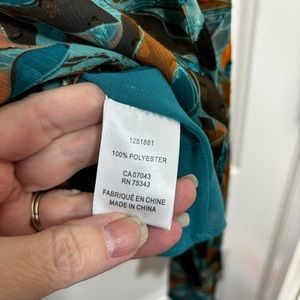 1251881
100% POLYESTER
CA 07043
RN 75343
FABRIQUÉ EN CHINE
MADE IN CHINA